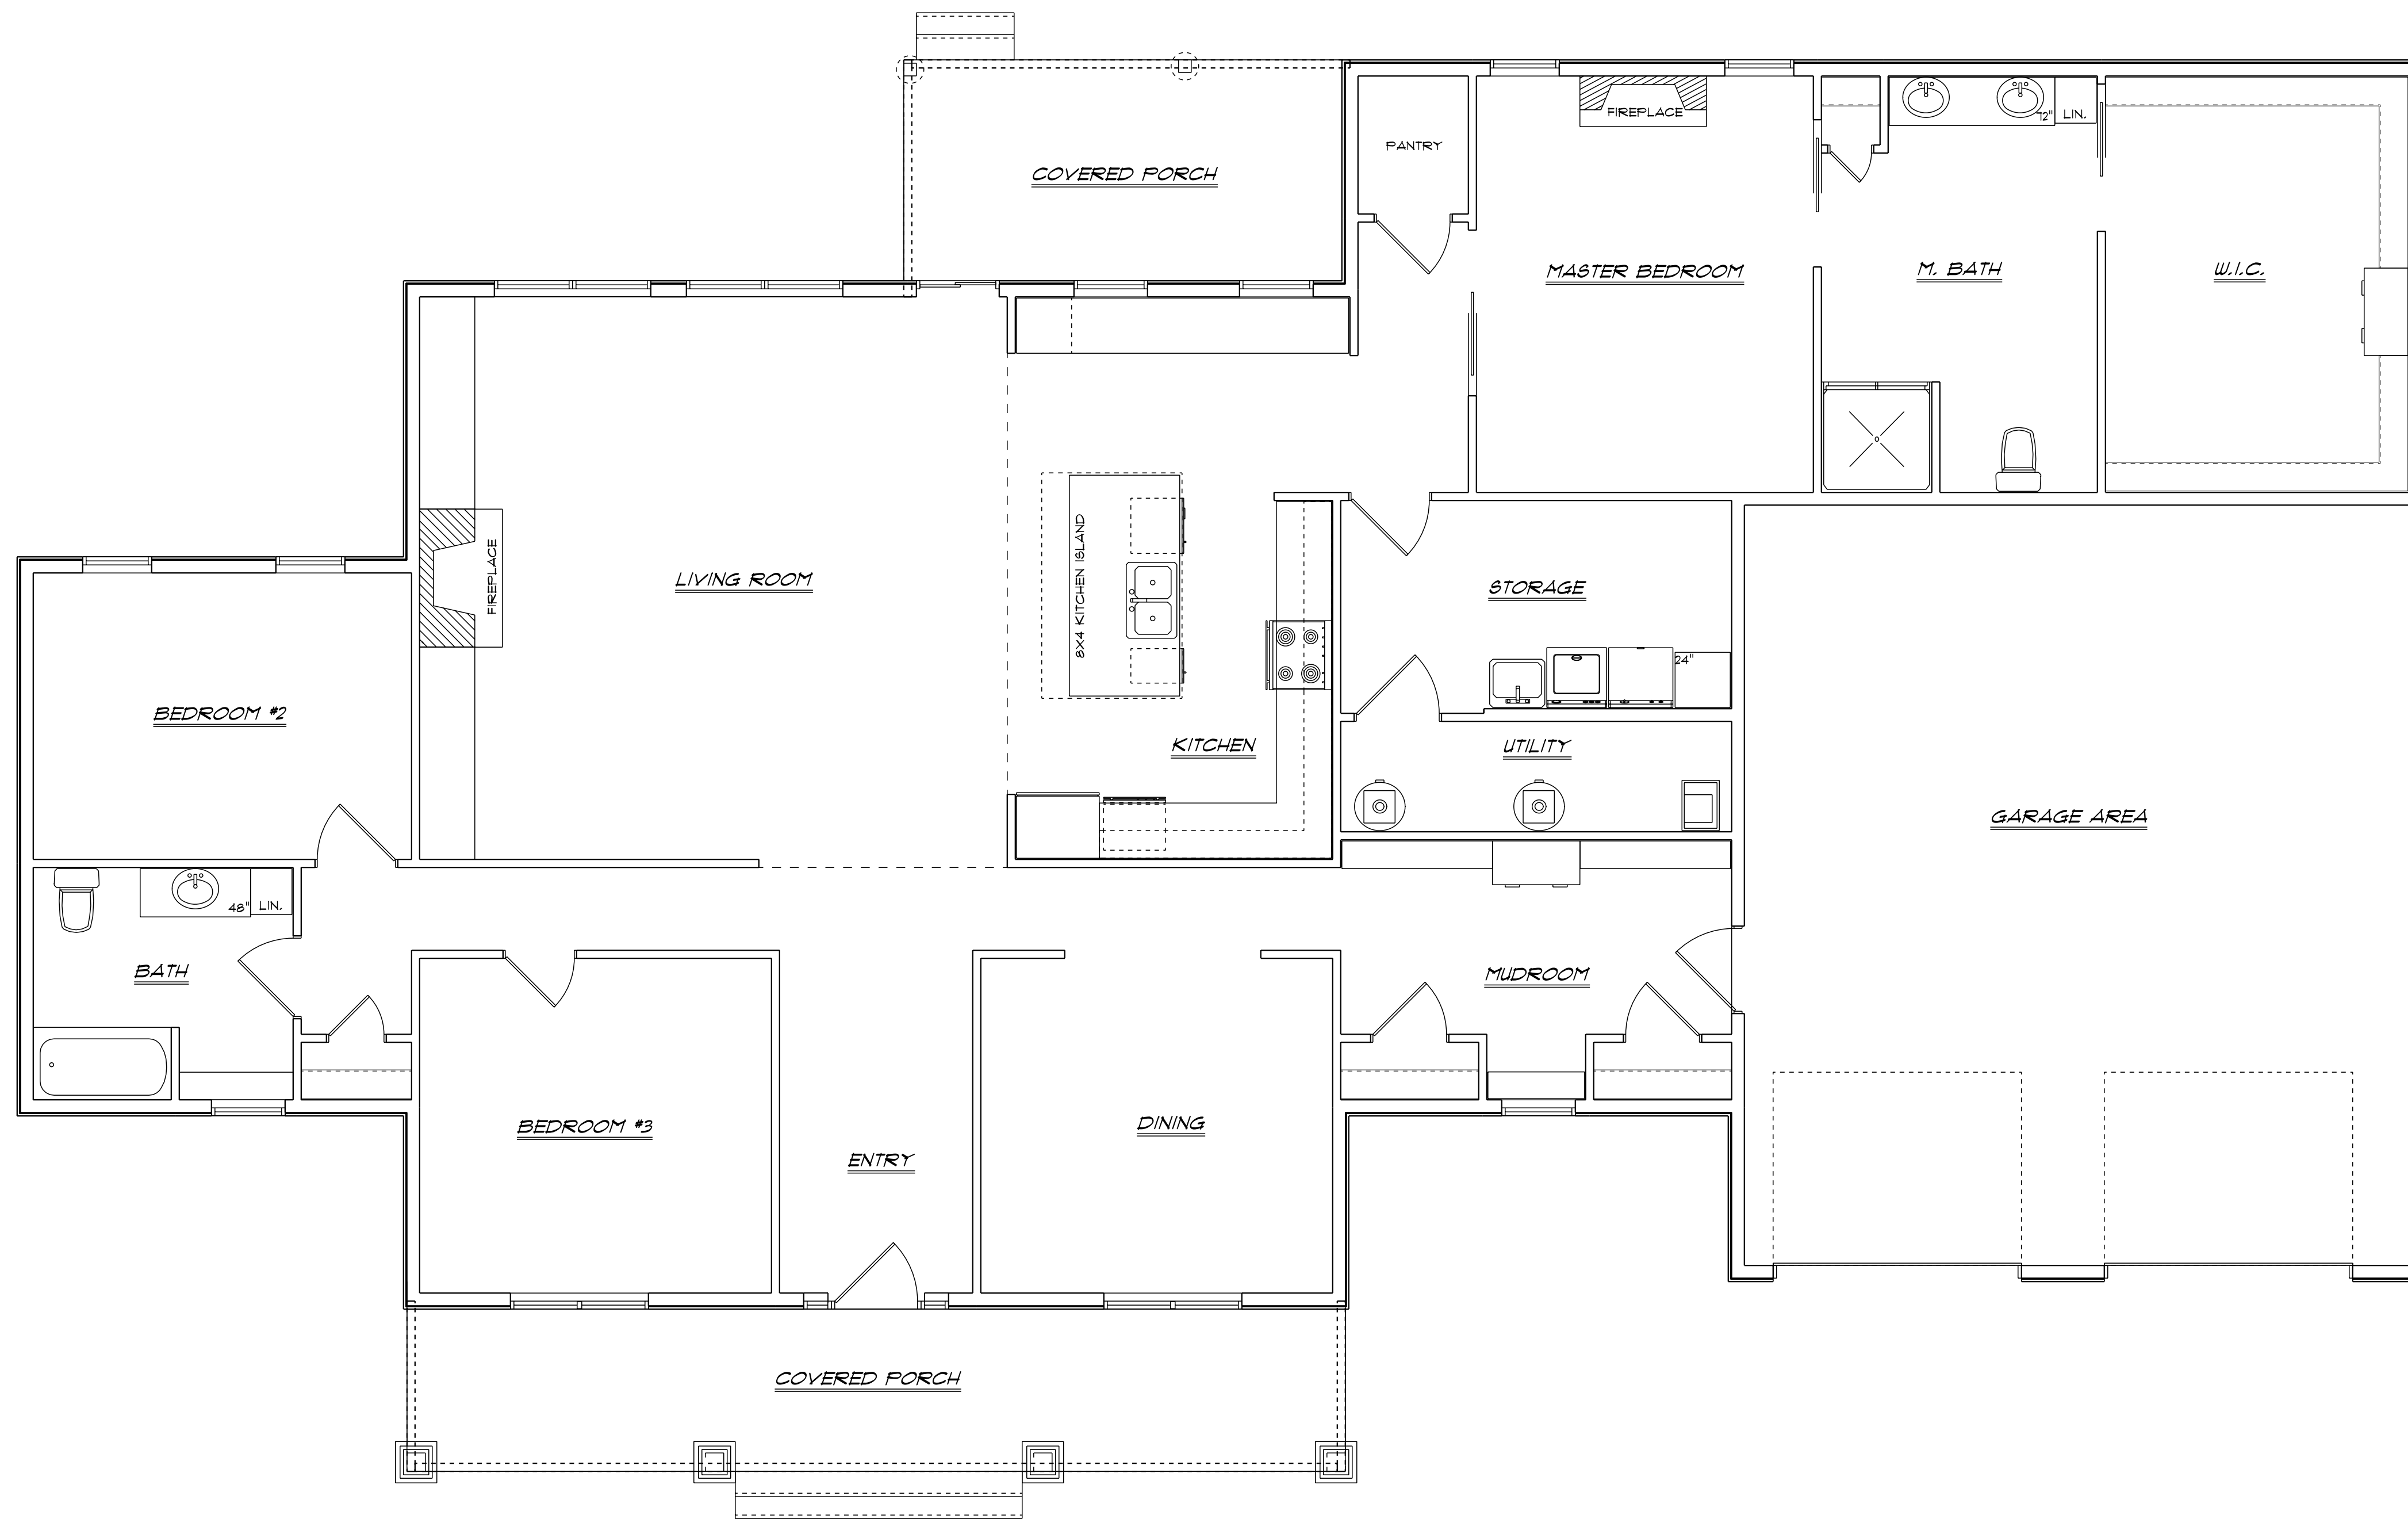 FIREPLACE
72"
LIN.
PANTRY
COVERED PORCH
MASTER BEDROOM
M. BATH
W.I.C.
LIVING ROOM
FIREPLACE
8X4 KITCHEN ISLAND
STORAGE
24"
BEDROOM #2
KITCHEN
UTILITY
GARAGE AREA
48"
LIN.
BATH
MUDROOM
BEDROOM #3
DINING
ENTRY
COVERED PORCH